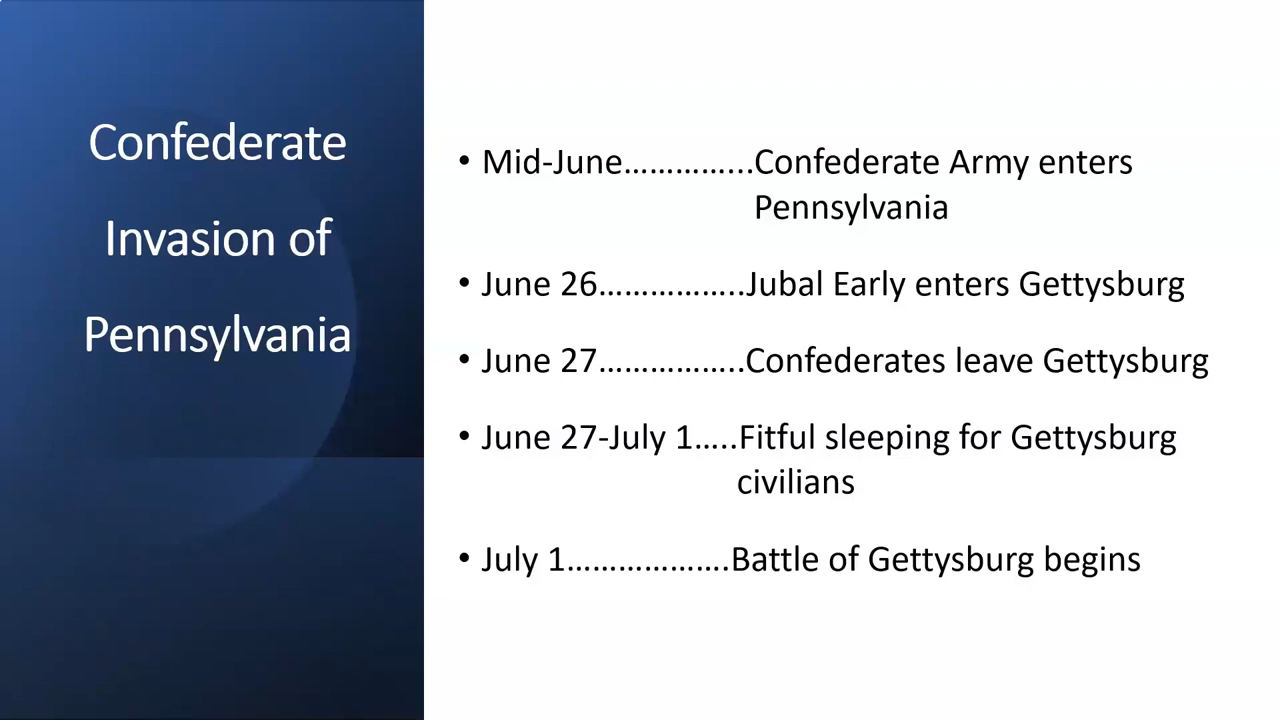 Confederate
Invasion of
Pennsylvania
• Mid-June…………...Confederate Army enters
Pennsylvania
• June 26……………..Jubal Early enters Gettysburg
• June 27……………..Confederates leave Gettysburg
• June 27-July 1…..Fitful sleeping for Gettysburg
civilians
• July 1……………….Battle of Gettysburg begins